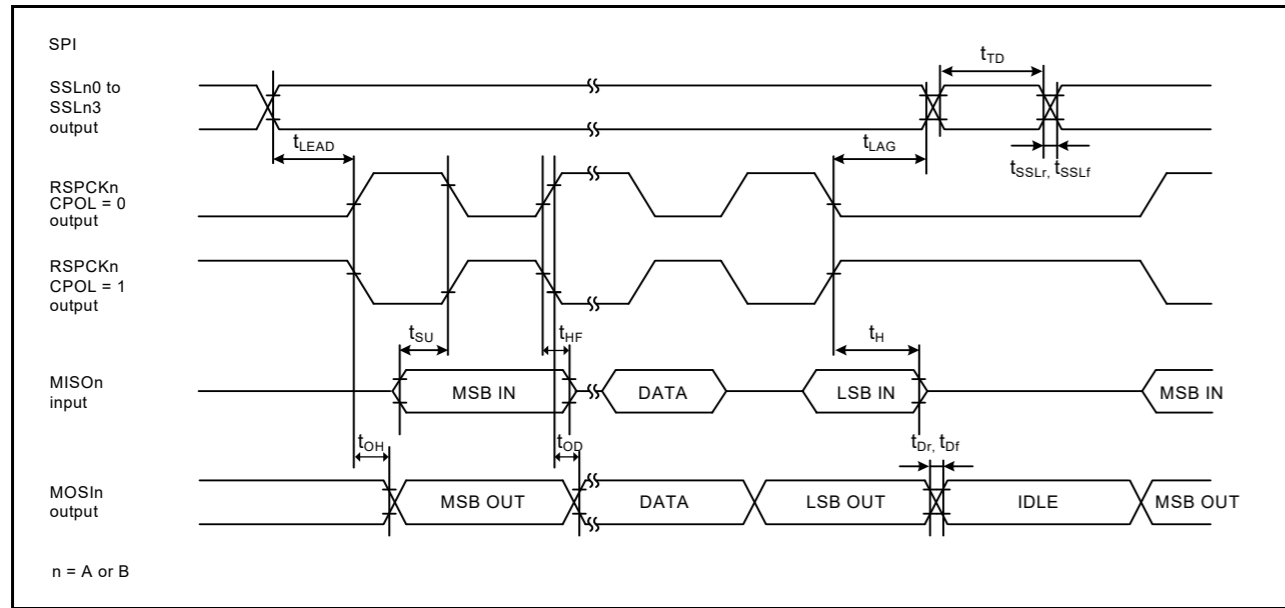 SPI
tTD
SSLn0 to
SSLn3
output
tLEAD
tLAG
tSSLr, tSSLf
RSPCKn
CPOL = 0
output
RSPCKn
CPOL = 1
output
tSU
tHF
tH
MISOn
input
MSB IN
DATA
LSB IN
MSB IN
tOH
tOD
tDr, tDf
MOSIn
output
MSB OUT
DATA
LSB OUT
IDLE
MSB OUT
n = A or B